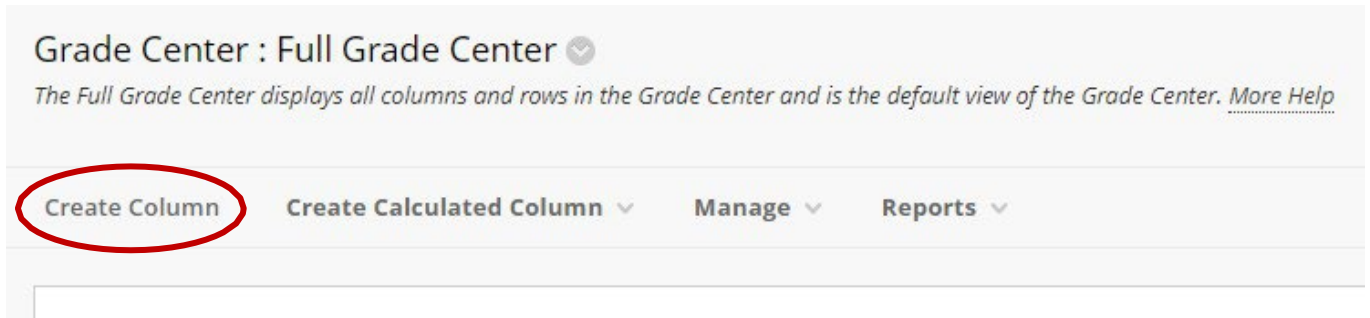 Grade Center : Full Grade Center
The Full Grade Center displays all columns and rows in the Grade Center and is the default view of the Grade Center. More Help
Create Column Create Calculated Column Manage Reports